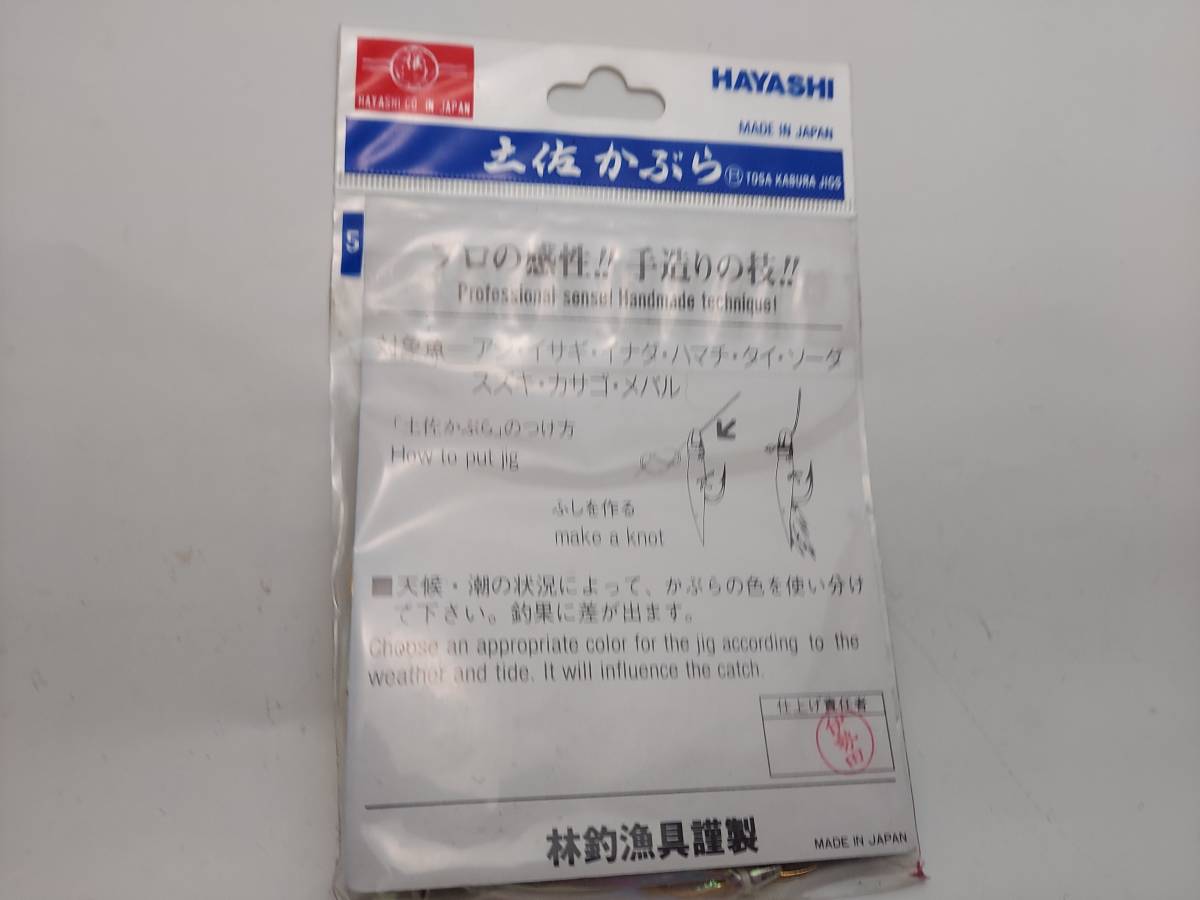 HAYASHI CO. IN JAPAN
HAYASHI
MADE IN JAPAN
土佐 かぶら Ⓗ TOSA KABURA JIGS
5
プロの感性!! 手造りの技!!
Professional sense! Handmade technique!
対象魚ーアジ・イサギ・イナダ・ハマチ・タイ・ソーダ
スズキ・カサゴ・メバル
「土佐かぶら」のつけ方
How to put jig
ふしを作る
make a knot
■天候・潮の状況によって、かぶらの色を使い分け
て下さい。釣果に差が出ます。
Choose an appropriate color for the jig according to the
weather and tide. It will influence the catch.
仕上げ責任者
林釣漁具謹製
MADE IN JAPAN